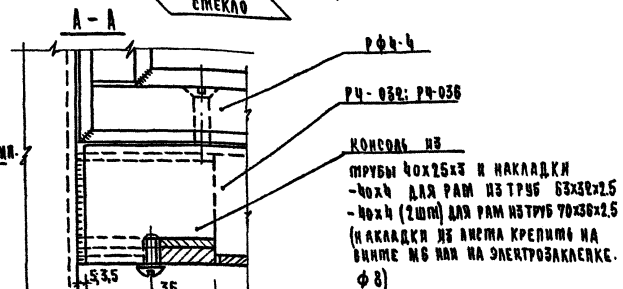 СТЕКЛО
А - А
РФ4-4
РЧ-032; РЧ-036
КОНСОЛЬ ИЗ
ТРУБЫ 40х25х3 И НАКЛАДКИ
-40х4 ДЛЯ РАМ ИЗ ТРУБ 63х32х2.5
-40х4 (2шт) ДЛЯ РАМ ИЗ ТРУБ 70х36х2.5
(НАКЛАДКИ ИЗ ЛИСТА КРЕПИТЬ НА
ВИНТЕ М6 ИЛИ НА ЭЛЕКТРОЗАКЛЕПКЕ.
ф 8)
5;3,5